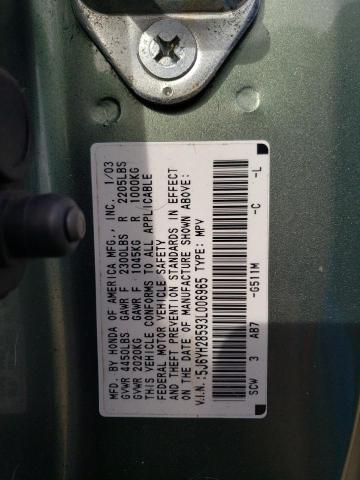 MFD. BY HONDA OF AMERICA MFG., INC. 1/03
GVWR 4450LBS GAWR F 2300LBS R 2205LBS
GVWR 2020KG GAWR F 1045KG R 1000KG
THIS VEHICLE CONFORMS TO ALL APPLICABLE
FEDERAL MOTOR VEHICLE SAFETY
AND THEFT PREVENTION STANDARDS IN EFFECT
ON THE DATE OF MANUFACTURE SHOWN ABOVE
V.I.N.: 5J6YH28593L006965 TYPE: MPV
SCW 3 AB7 -G511M -C -L